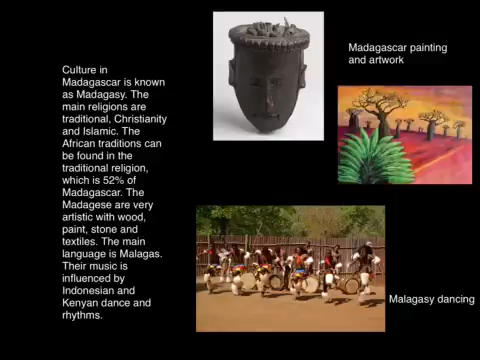 Culture in
Madagascar is known
as Madagasy. The
main religions are
traditional, Christianity
and Islamic. The
African traditions can
be found in the
traditional religion,
which is 52% of
Madagascar. The
Madagese are very
artistic with wood,
paint, stone and
textiles. The main
language is Malagas.
Their music is
influenced by
Indonesian and
Kenyan dance and
rhythms.
Madagascar painting
and artwork
Malagasy dancing